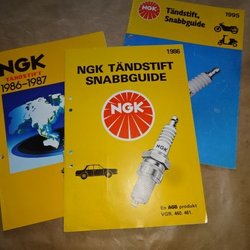 NGK
TÄNDSTIFT
1986-1987
1986
NGK TÄNDSTIFT
SNABBGUIDE
NGK
NGK
En AGB produkt
VGR. 460. 461.
1995
NGK
Tändstift,
Snabbguide